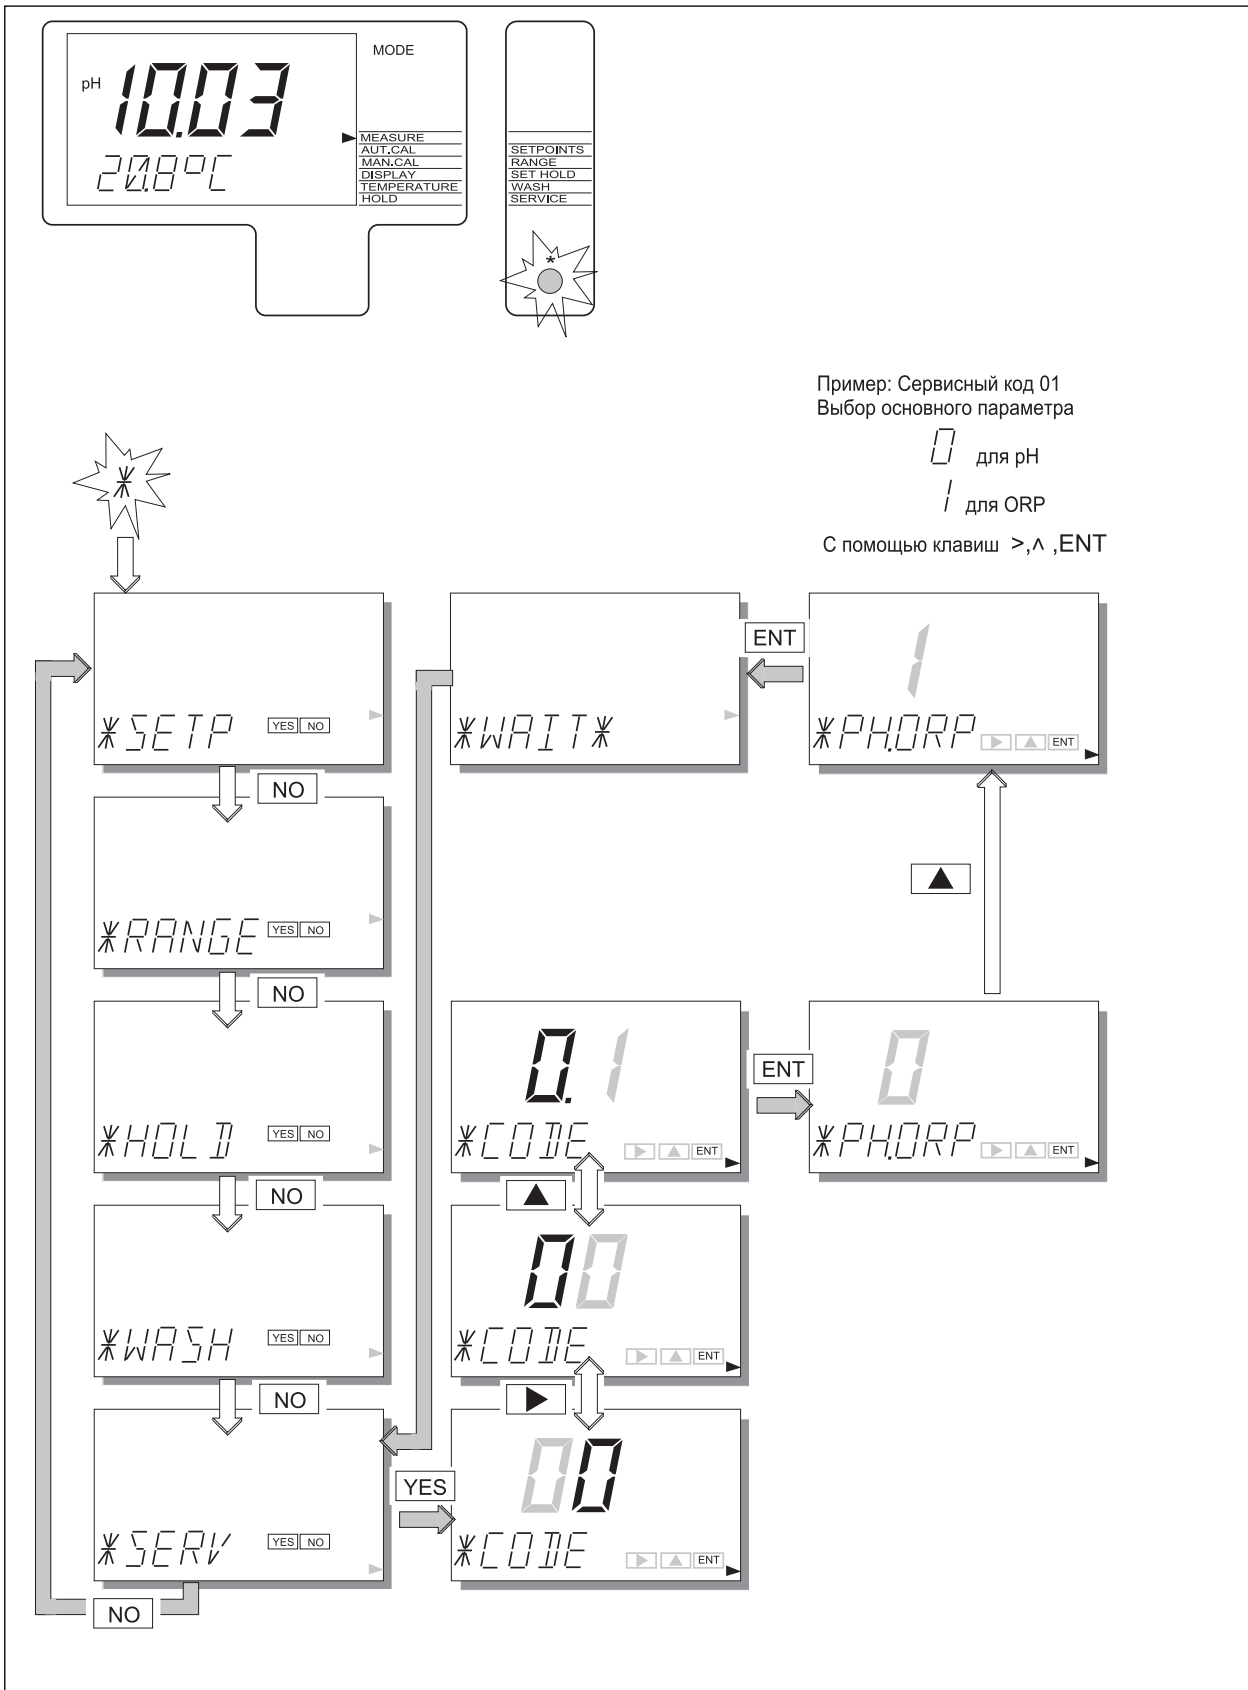 MODE
pH 10.03
20.8°C
MEASURE
AUT.CAL
MAN.CAL
DISPLAY
TEMPERATURE
HOLD
SETPOINTS
RANGE
SET HOLD
WASH
SERVICE
*
Пример: Сервисный код 01
Выбор основного параметра
0 для pH
1 для ORP
С помощью клавиш >,∧ ,ENT
*
*SETP YES NO
NO
*RANGE YES NO
NO
*HOLD YES NO
NO
*WASH YES NO
NO
*SERV YES NO
NO
YES
00
*CODE ▶ ▲ ENT
▶
00
*CODE ▶ ▲ ENT
▲
0.1
*CODE ▶ ▲ ENT
ENT
0
*PH.ORP ▶ ▲ ENT
▲
1
*PH.ORP ▶ ▲ ENT
ENT
*WAIT*